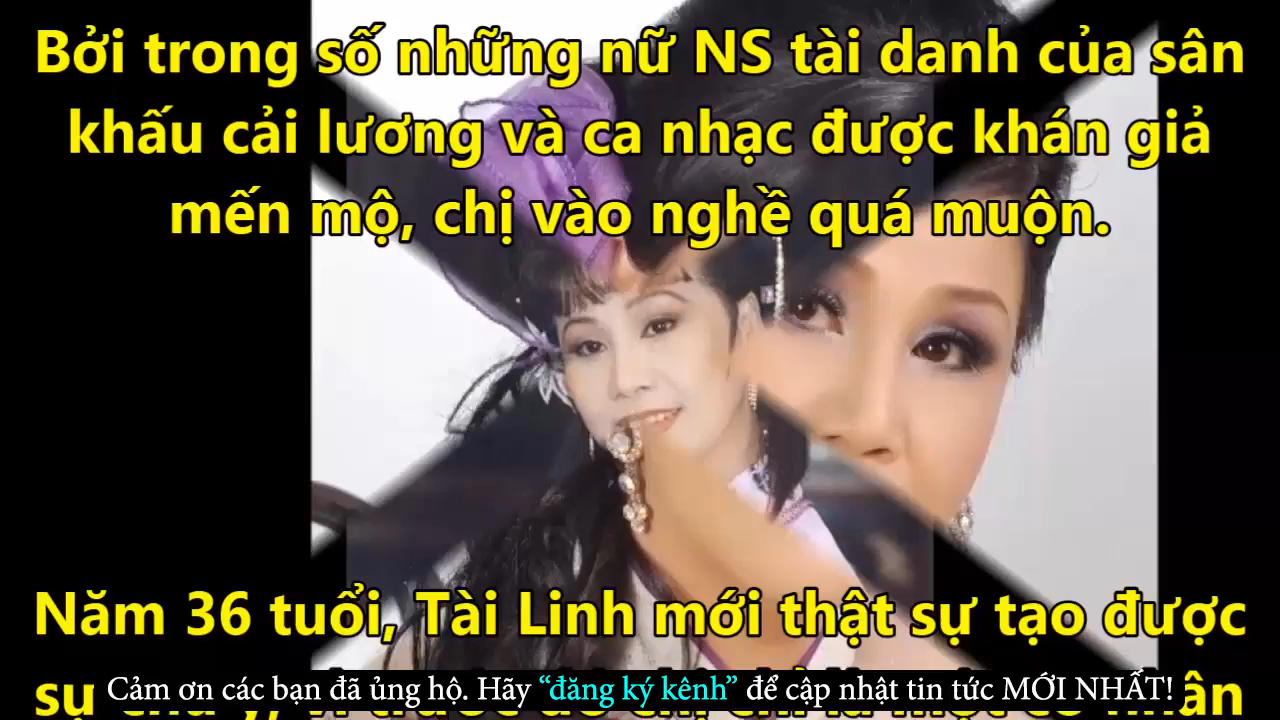 Bởi trong số những nữ NS tài danh của sân
khấu cải lương và ca nhạc được khán giả
mến mộ, chị vào nghề quá muộn.
Năm 36 tuổi, Tài Linh mới thật sự tạo được
sự
Cảm ơn các bạn đã ủng hộ. Hãy “đăng ký kênh” để cập nhật tin tức MỚI NHẤT!